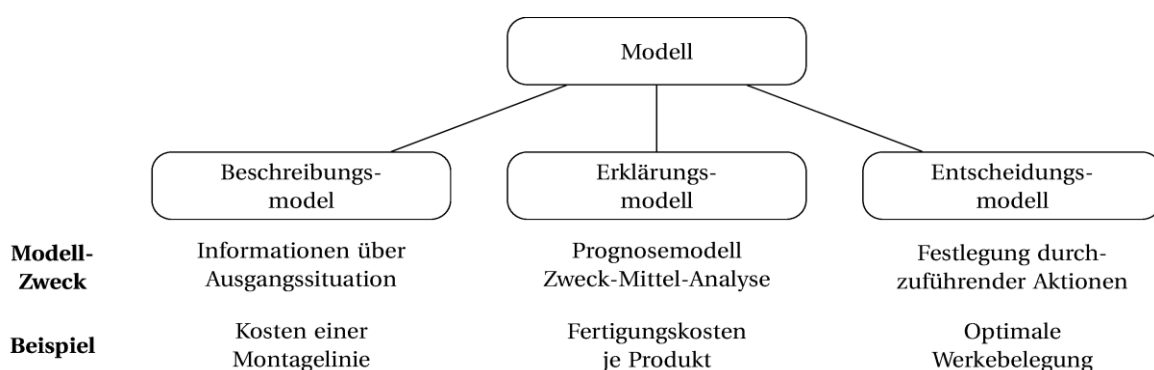 Modell
Beschreibungs-
model
Erklärungs-
modell
Entscheidungs-
modell
Modell-
Zweck
Informationen über
Ausgangssituation
Prognosemodell
Zweck-Mittel-Analyse
Festlegung durch-
zuführender Aktionen
Beispiel
Kosten einer
Montagelinie
Fertigungskosten
je Produkt
Optimale
Werkebelegung